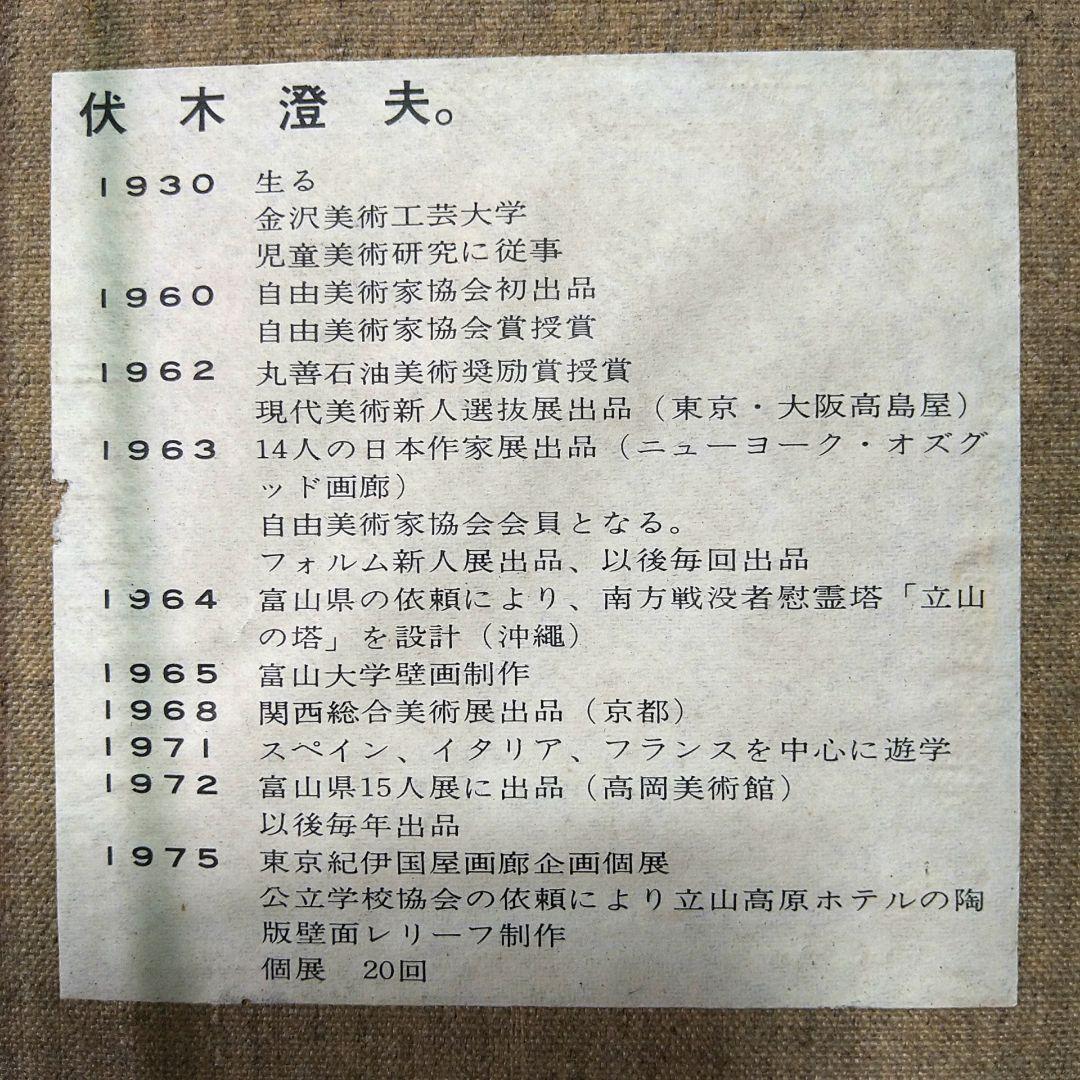 伏木澄夫。
1930 生る
金沢美術工芸大学
児童美術研究に従事
1960 自由美術家協会初出品
自由美術家協会賞授賞
1962 丸善石油美術奨励賞授賞
現代美術新人選抜展出品（東京・大阪高島屋）
1963 14人の日本作家展出品（ニューヨーク・オズグ
ッド画廊）
自由美術家協会会員となる。
フォルム新人展出品、以後毎回出品
1964 富山県の依頼により、南方戦没者慰霊塔「立山
の塔」を設計（沖縄）
1965 富山大学壁画制作
1968 関西総合美術展出品（京都）
1971 スペイン、イタリア、フランスを中心に遊学
1972 富山県15人展に出品（高岡美術館）
以後毎年出品
1975 東京紀伊国屋画廊企画個展
公立学校協会の依頼により立山高原ホテルの陶
版壁面レリーフ制作
個展　20回